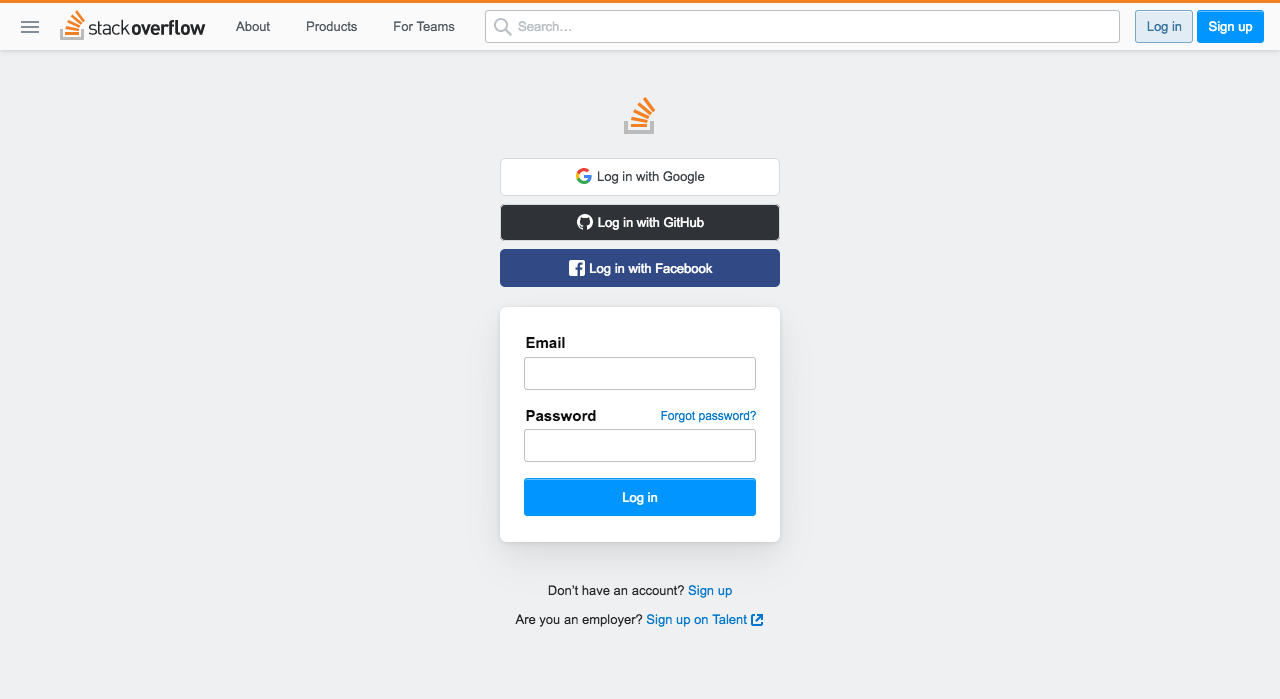 stackoverflow About Products For Teams Search... Log in Sign up
Log in with Google
Log in with GitHub
Log in with Facebook
Email
Password Forgot password?
Log in
Don’t have an account? Sign up
Are you an employer? Sign up on Talent